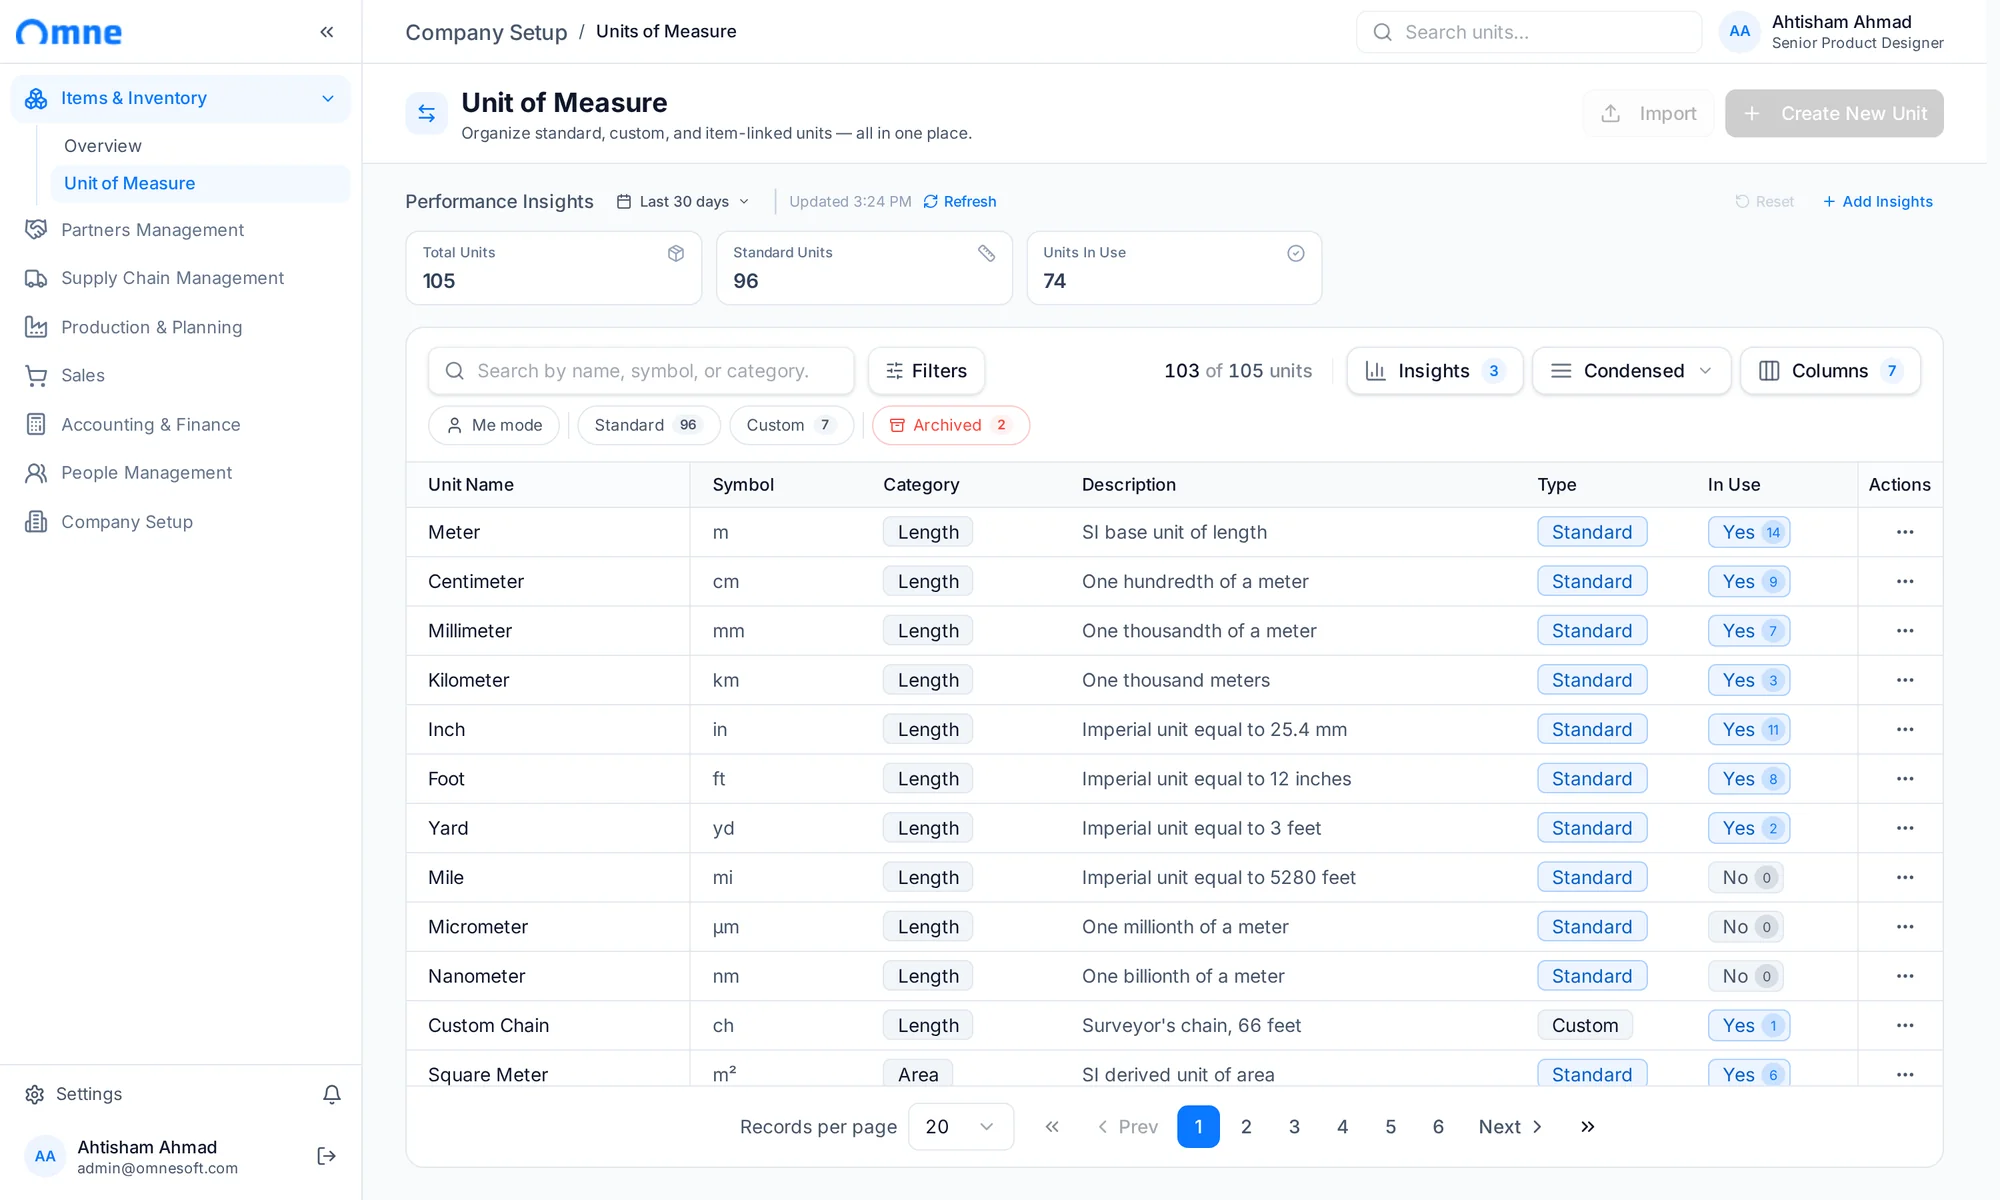 Omne
Items & Inventory
Overview
Unit of Measure
Partners Management
Supply Chain Management
Production & Planning
Sales
Accounting & Finance
People Management
Company Setup
Settings
AA
Ahtisham Ahmad
admin@omnesoft.com
Company Setup / Units of Measure
Search units...
AA
Ahtisham Ahmad
Senior Product Designer
Unit of Measure
Organize standard, custom, and item-linked units — all in one place.
Import
+ Create New Unit
Performance Insights Last 30 days Updated 3:24 PM Refresh Reset + Add Insights
Total Units
105
Standard Units
96
Units In Use
74
Search by name, symbol, or category. Filters 103 of 105 units Insights 3 Condensed Columns 7
Me mode Standard 96 Custom 7 Archived 2
Unit Name Symbol Category Description Type In Use Actions
Meter m Length SI base unit of length Standard Yes 14
Centimeter cm Length One hundredth of a meter Standard Yes 9
Millimeter mm Length One thousandth of a meter Standard Yes 7
Kilometer km Length One thousand meters Standard Yes 3
Inch in Length Imperial unit equal to 25.4 mm Standard Yes 11
Foot ft Length Imperial unit equal to 12 inches Standard Yes 8
Yard yd Length Imperial unit equal to 3 feet Standard Yes 2
Mile mi Length Imperial unit equal to 5280 feet Standard No 0
Micrometer µm Length One millionth of a meter Standard No 0
Nanometer nm Length One billionth of a meter Standard No 0
Custom Chain ch Length Surveyor's chain, 66 feet Custom Yes 1
Square Meter m² Area SI derived unit of area Standard Yes 6
Records per page 20 « ‹ Prev 1 2 3 4 5 6 Next › »